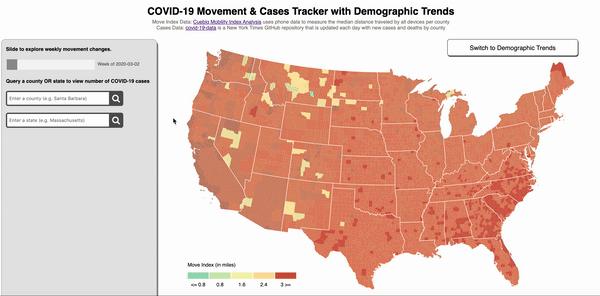 COVID-19 Movement & Cases Tracker with Demographic Trends
Move Index Data: Cuebiq Mobility Index Analysis uses phone data to measure the median distance traveled by all devices per county
Cases Data: covid-19-data is a New York Times GitHub repository that is updated each day with new cases and deaths by county
Switch to Demographic Trends
Slide to explore weekly movement changes.
Week of 2020-03-02
Query a county OR state to view number of COVID-19 cases
Enter a county (e.g. Santa Barbara)
Enter a state (e.g. Massachusetts)
Move Index (in miles)
<= 0.8 0.8 1.6 2.4 3 >=